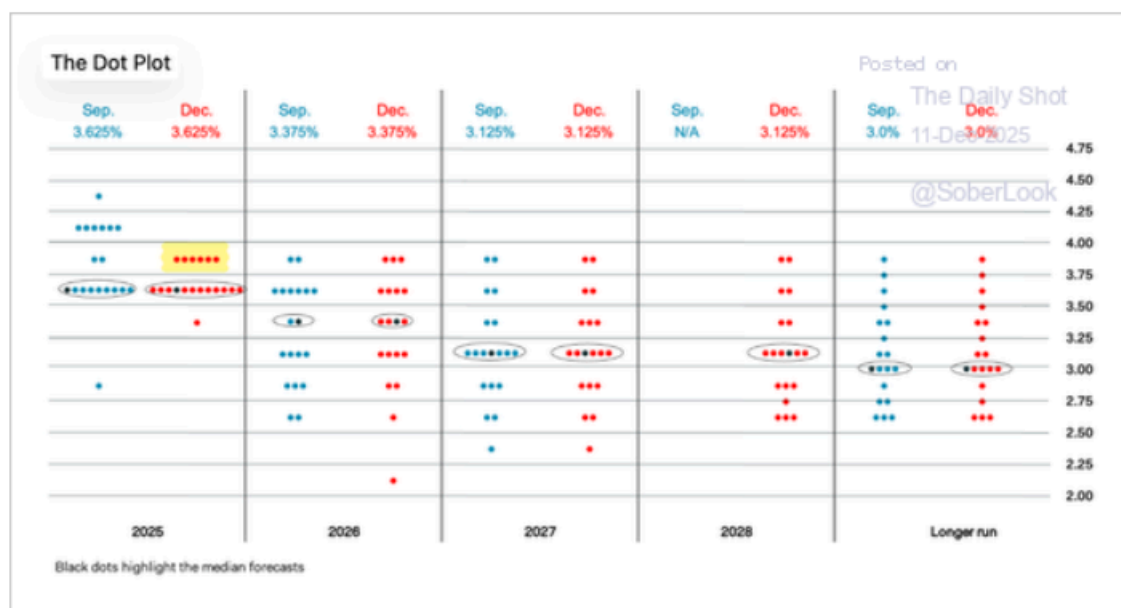 The Dot Plot
Posted on
The Daily Shot
11-Dec-2025
@SoberLook
Sep. Dec. Sep. Dec. Sep. Dec. Sep. Dec. Sep. Dec.
3.625% 3.625% 3.375% 3.375% 3.125% 3.125% N/A 3.125% 3.0% 3.0%
4.75
4.50
4.25
4.00
3.75
3.50
3.25
3.00
2.75
2.50
2.25
2.00
2025 2026 2027 2028 Longer run
Black dots highlight the median forecasts